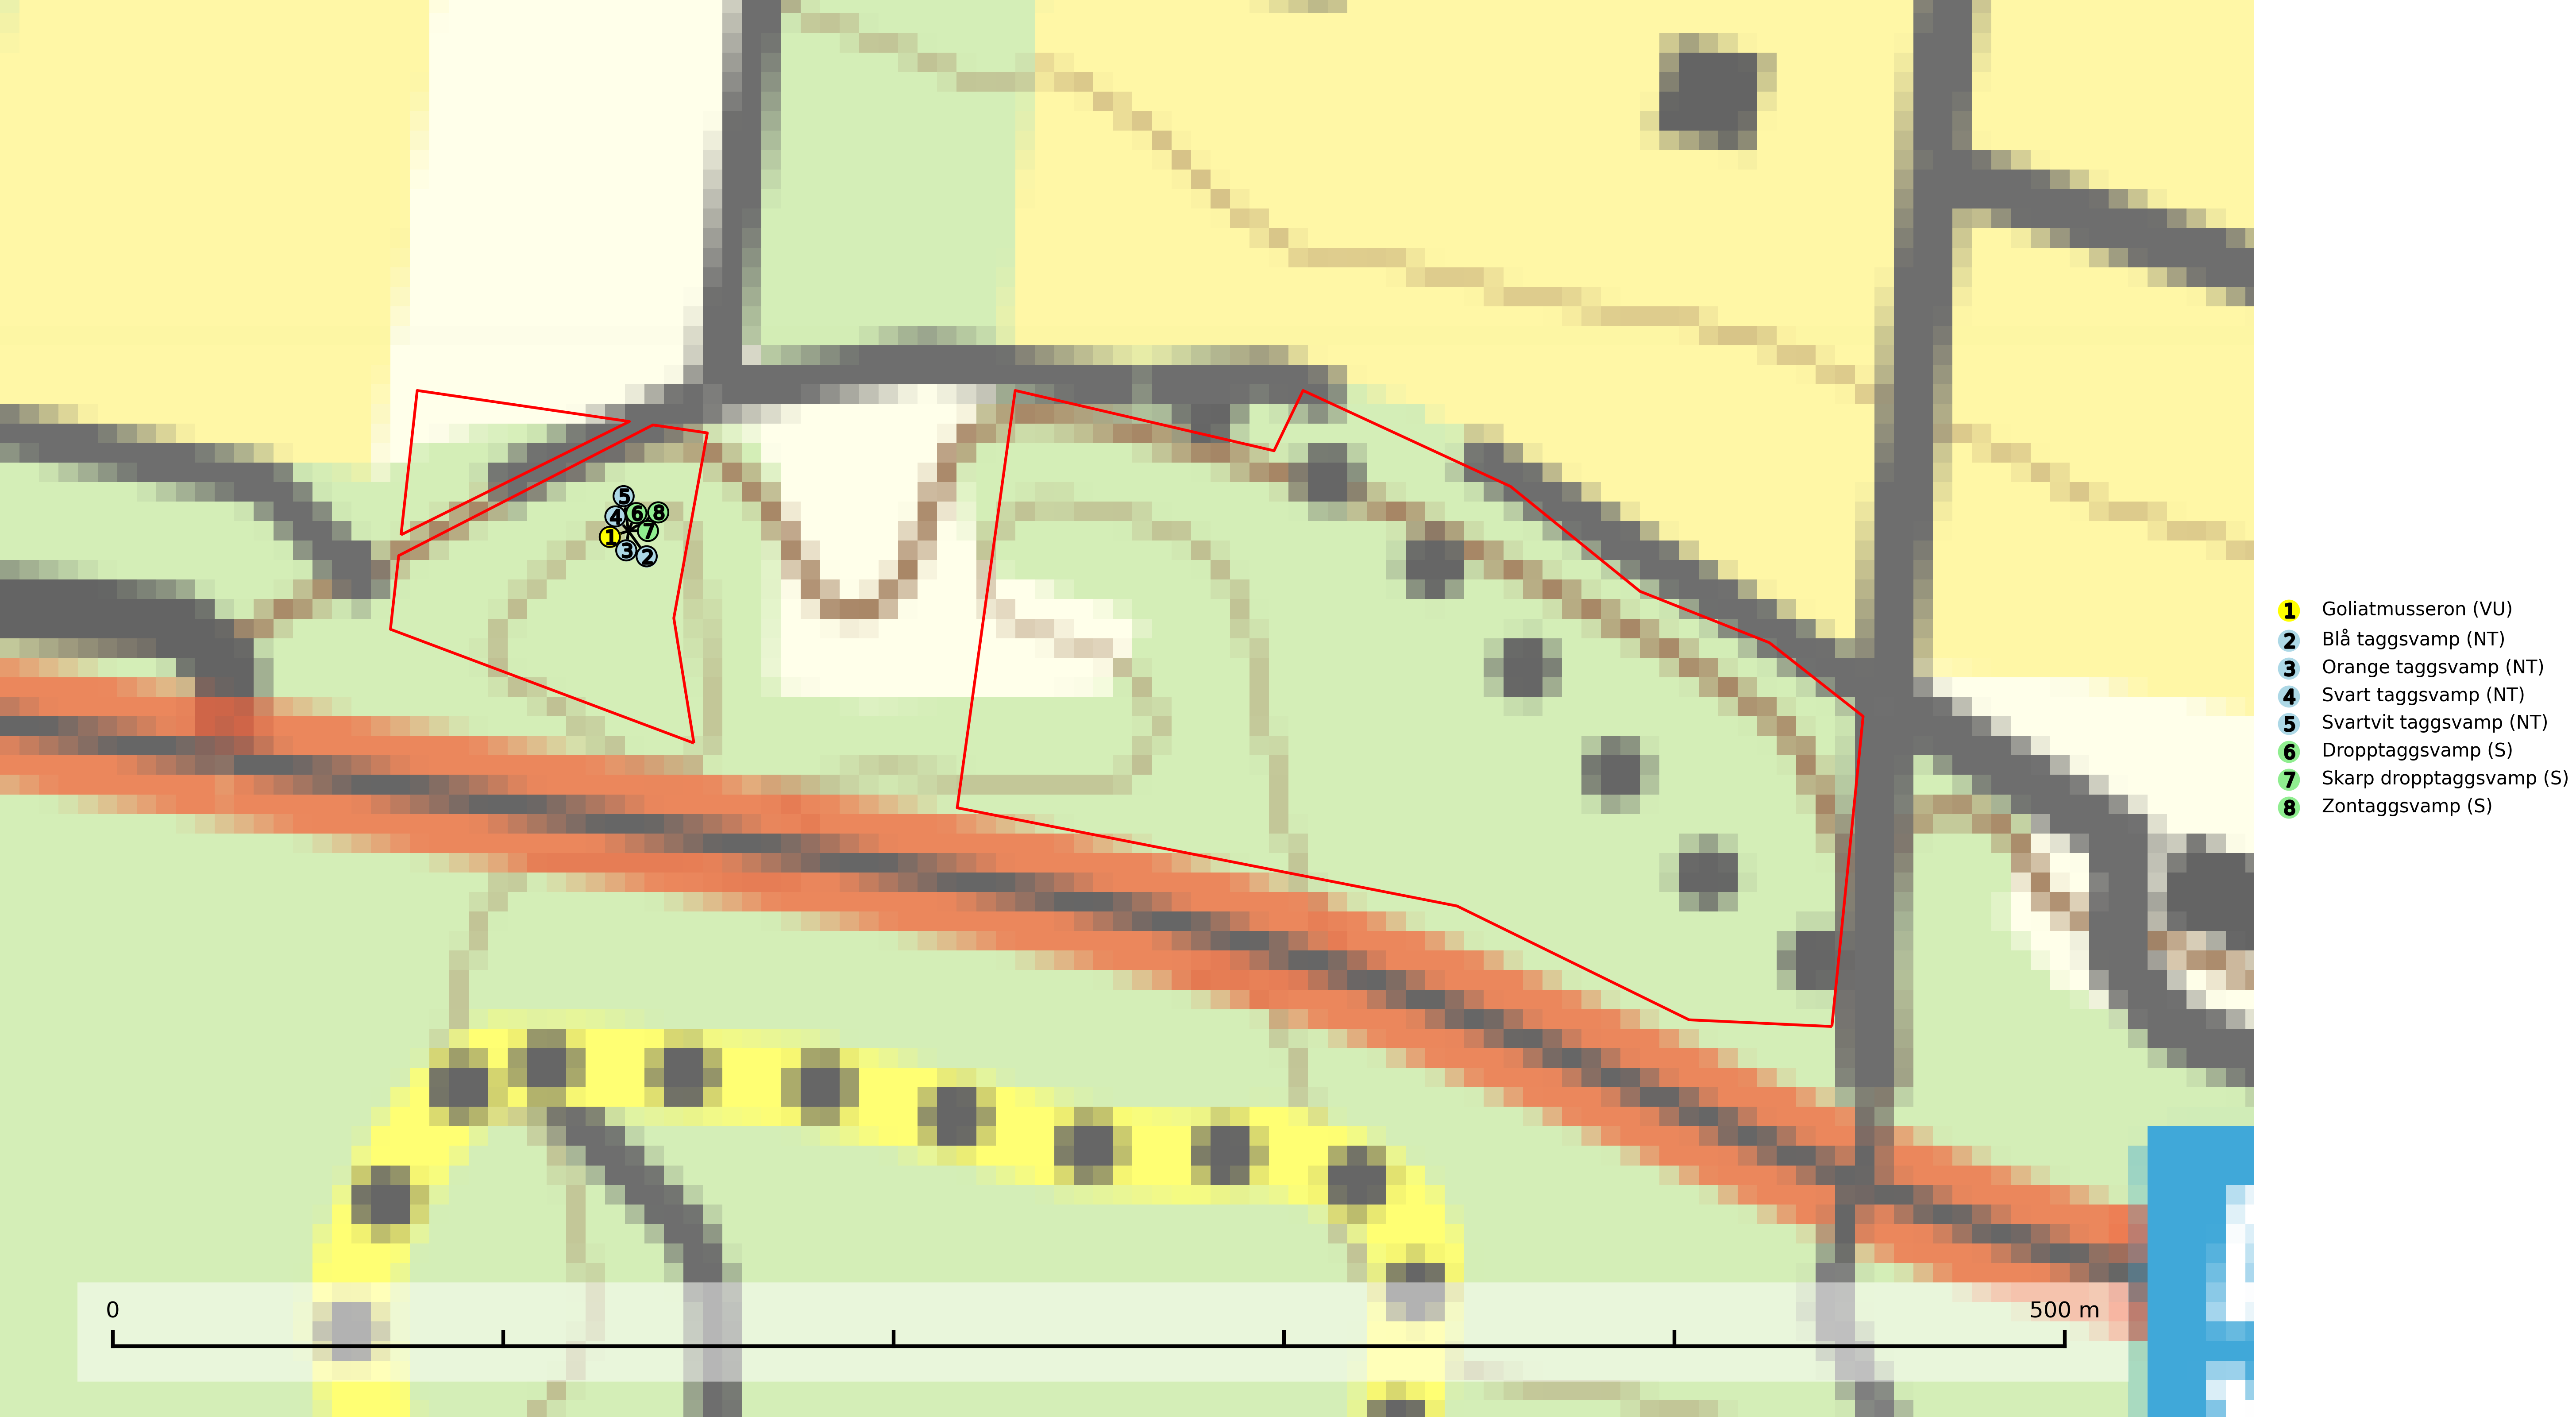 5
4 6 8
1 7
3 2
1 Goliatmusseron (VU)
2 Blå taggsvamp (NT)
3 Orange taggsvamp (NT)
4 Svart taggsvamp (NT)
5 Svartvit taggsvamp (NT)
6 Dropptaggsvamp (S)
7 Skarp dropptaggsvamp (S)
8 Zontaggsvamp (S)
0 500 m